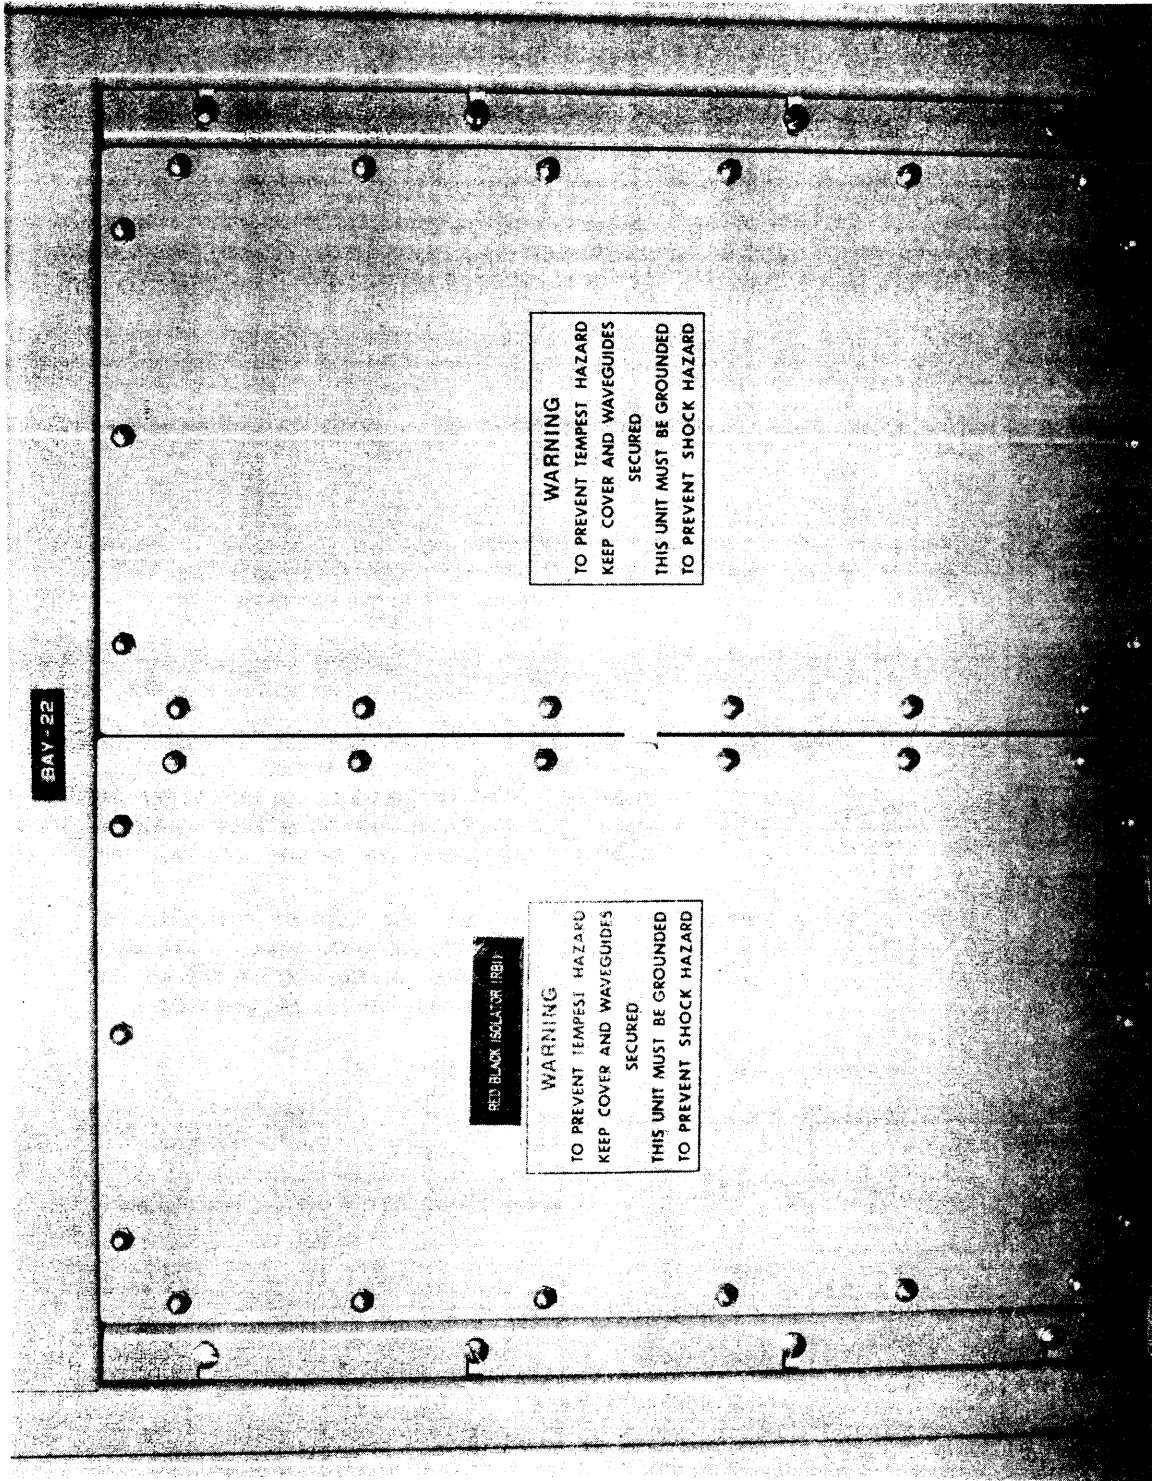 BAY-22
RED BLACK ISOLATOR (RBI)
WARNING
TO PREVENT TEMPEST HAZARD
KEEP COVER AND WAVEGUIDES
SECURED
THIS UNIT MUST BE GROUNDED
TO PREVENT SHOCK HAZARD
WARNING
TO PREVENT TEMPEST HAZARD
KEEP COVER AND WAVEGUIDES
SECURED
THIS UNIT MUST BE GROUNDED
TO PREVENT SHOCK HAZARD